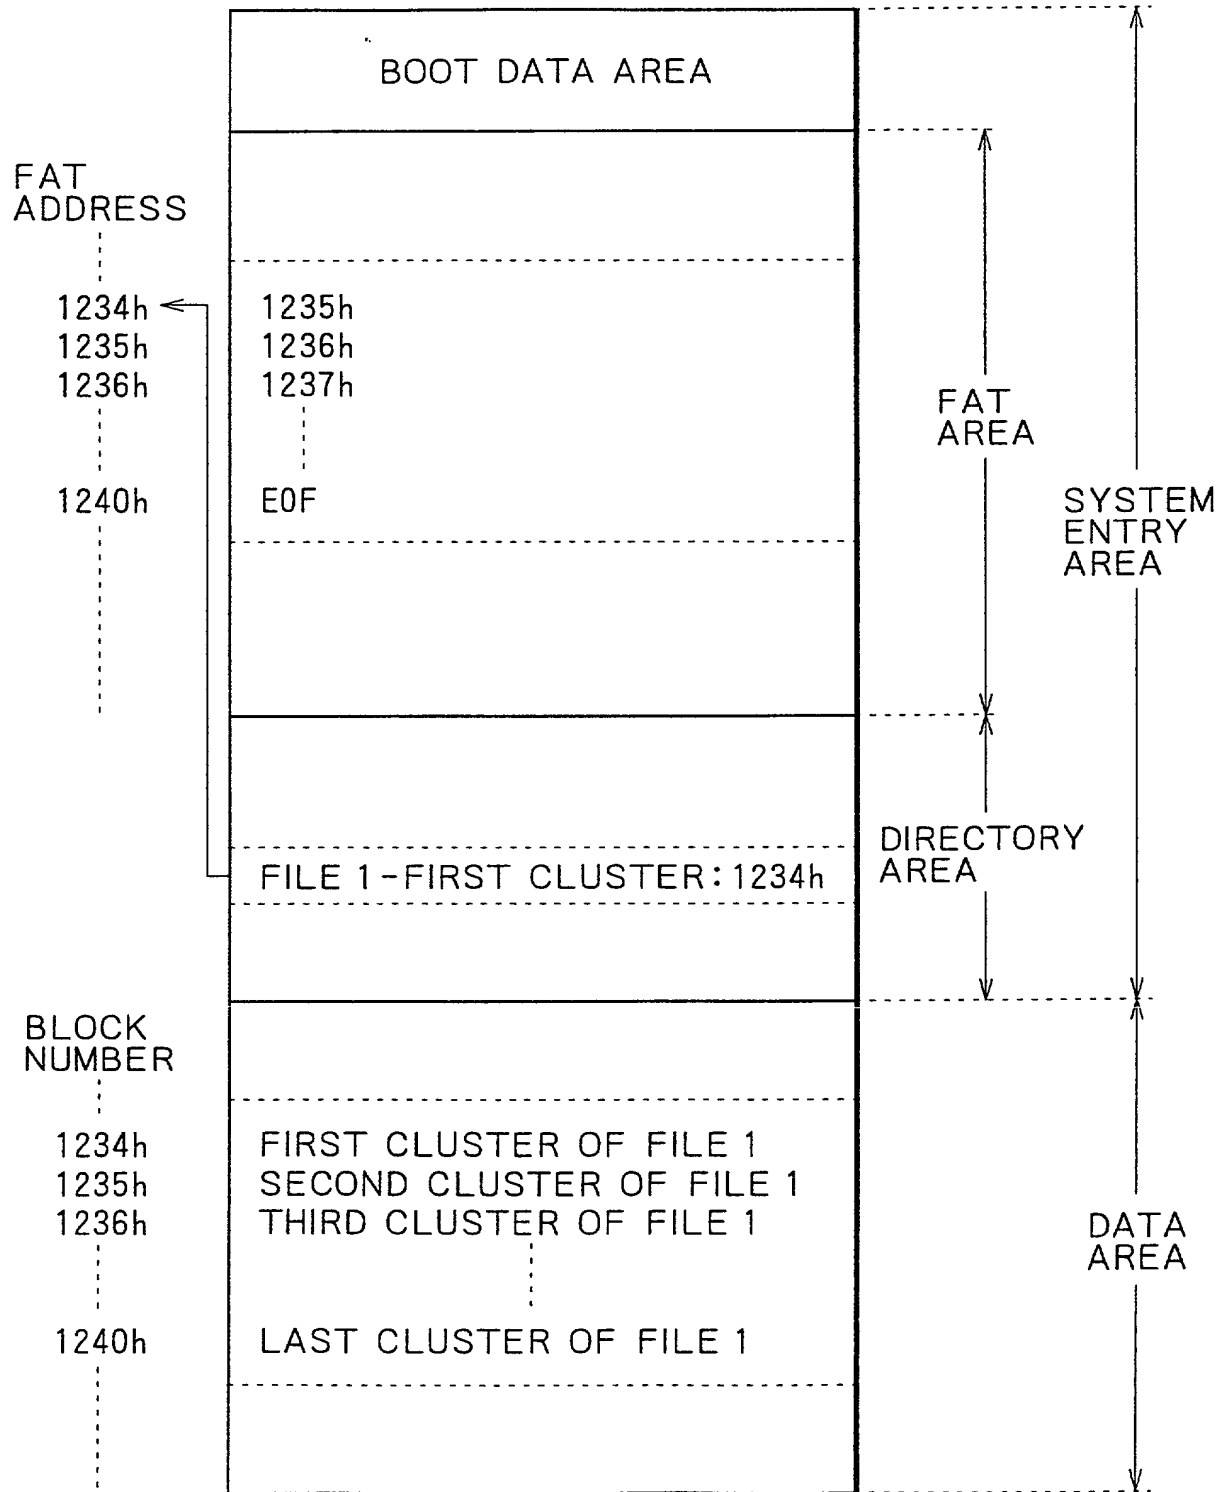 BOOT DATA AREA
FAT
ADDRESS
1234h 1235h
1235h 1236h
1236h 1237h
1240h EOF
FAT
AREA
SYSTEM
ENTRY
AREA
DIRECTORY
AREA
FILE 1-FIRST CLUSTER:1234h
BLOCK
NUMBER
1234h FIRST CLUSTER OF FILE 1
1235h SECOND CLUSTER OF FILE 1
1236h THIRD CLUSTER OF FILE 1
1240h LAST CLUSTER OF FILE 1
DATA
AREA